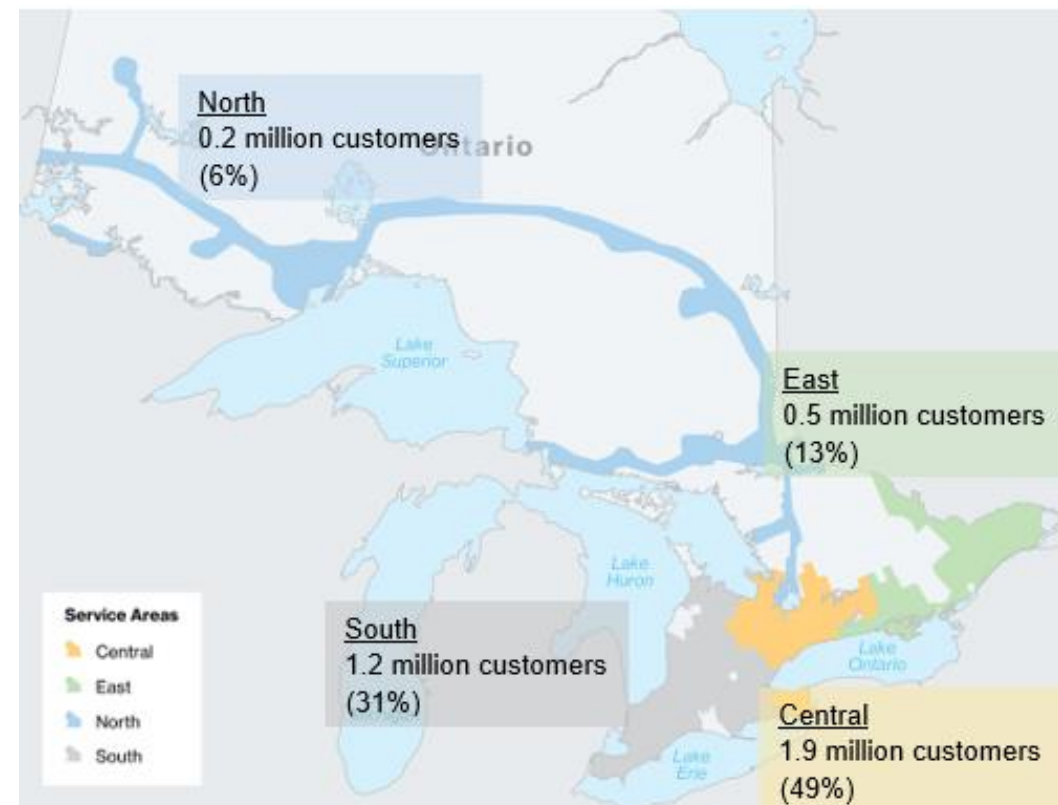 North
0.2 million customers
(6%)
Ontario
Lake
Superior
East
0.5 million customers
(13%)
Lake
Huron
South
1.2 million customers
(31%)
Lake
Ontario
Central
1.9 million customers
(49%)
Lake
Erie
Service Areas
Central
East
North
South